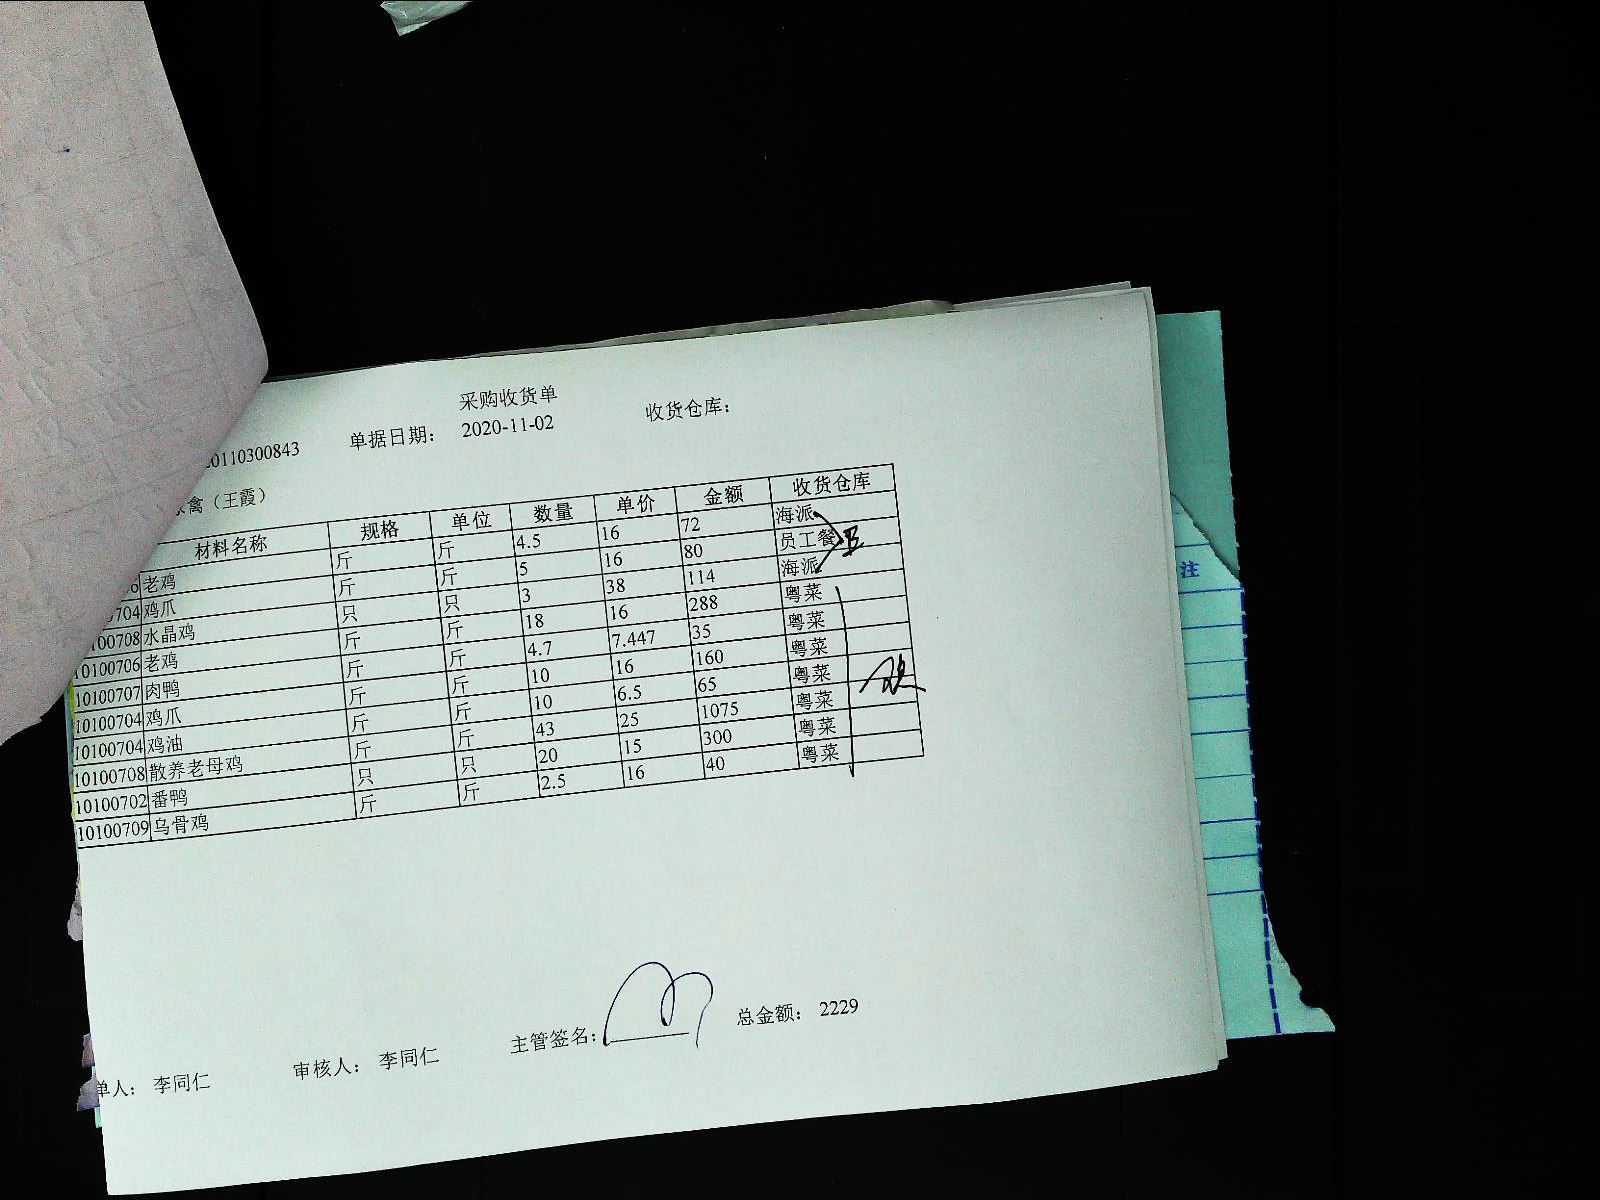 采购收货单
20110300843 单据日期： 2020-11-02 收货仓库：
家禽（王霞）
材料名称 规格 单位 数量 单价 金额 收货仓库
6 老鸡 斤 斤 4.5 16 72 海派
704 鸡爪 斤 斤 5 16 80 员工餐
00708 水晶鸡 只 只 3 38 114 海派
10100706 老鸡 斤 斤 18 16 288 粤菜
10100707 肉鸭 斤 斤 4.7 7.447 35 粤菜
10100704 鸡爪 斤 斤 10 16 160 粤菜
10100704 鸡油 斤 斤 10 6.5 65 粤菜
10100708 散养老母鸡 斤 斤 43 25 1075 粤菜
10100702 番鸭 只 只 20 15 300 粤菜
10100709 乌骨鸡 斤 斤 2.5 16 40 粤菜
单人： 李同仁 审核人： 李同仁 主管签名： 总金额： 2229
注